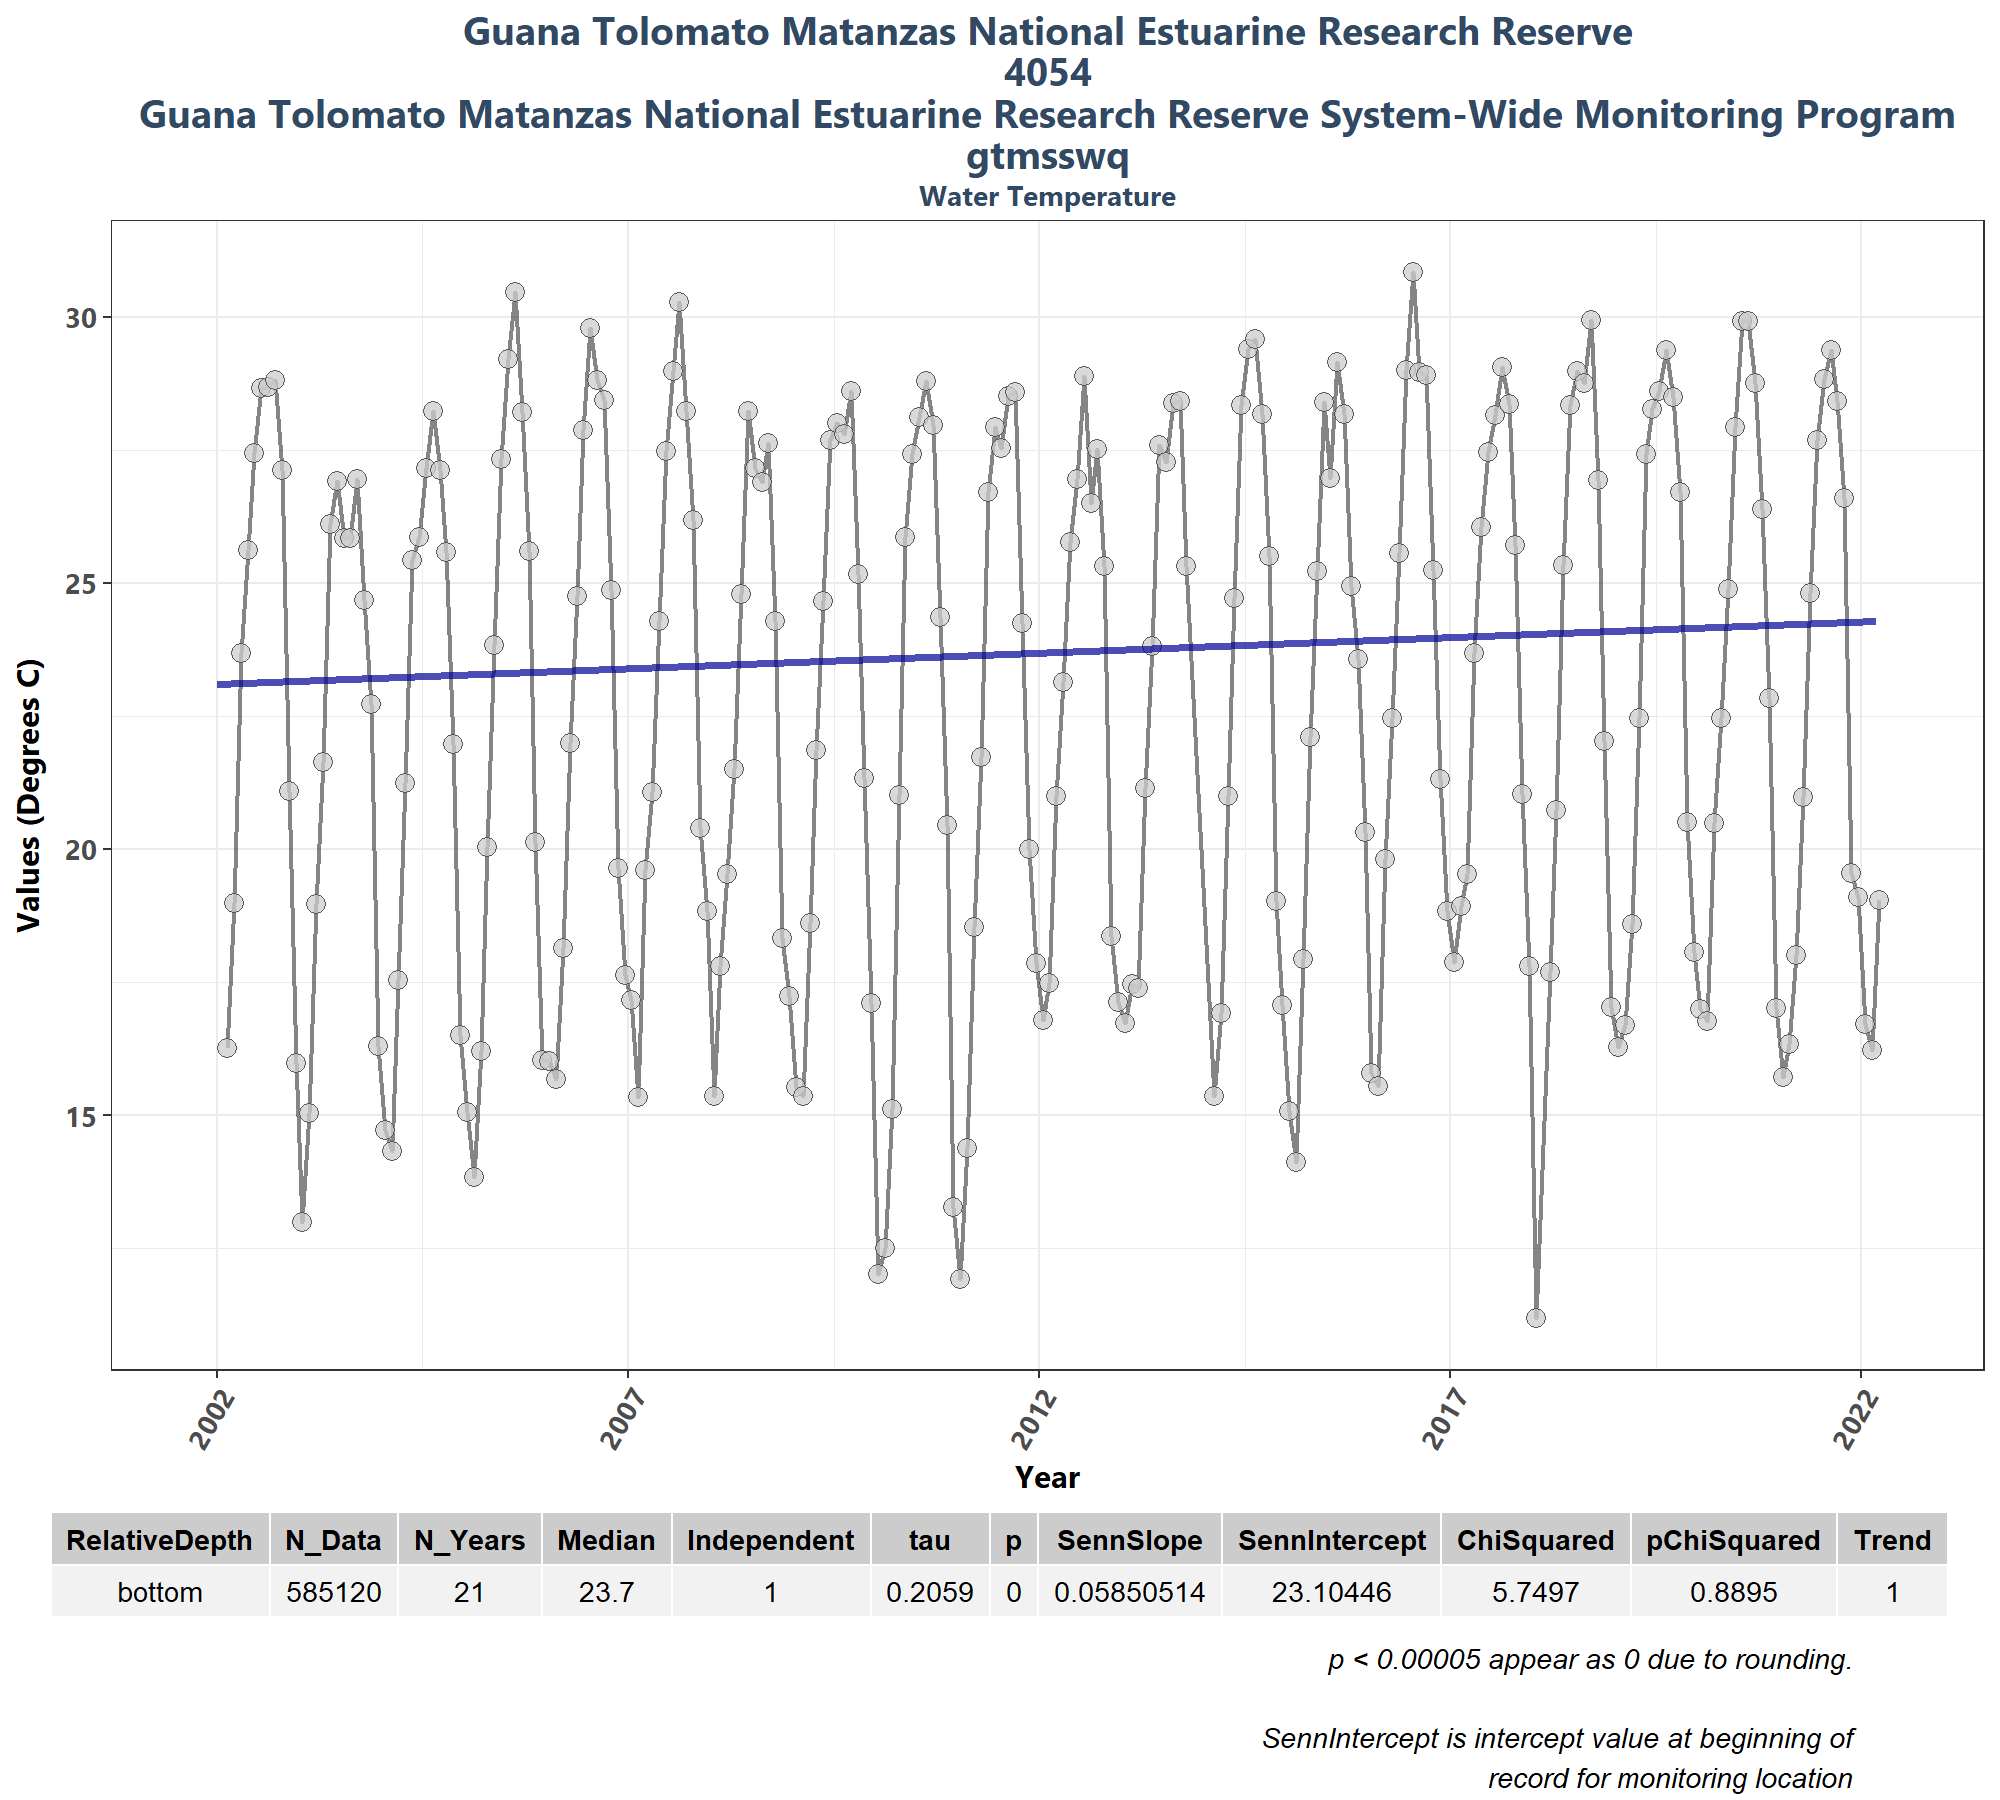 Guana Tolomato Matanzas National Estuarine Research Reserve
4054
Guana Tolomato Matanzas National Estuarine Research Reserve System-Wide Monitoring Program
gtmsswq
Water Temperature
Values (Degrees C)
30
25
20
15
2002 2007 2012 2017 2022
Year
RelativeDepth N_Data N_Years Median Independent tau p SennSlope SennIntercept ChiSquared pChiSquared Trend
bottom 585120 21 23.7 1 0.2059 0 0.05850514 23.10446 5.7497 0.8895 1
p < 0.00005 appear as 0 due to rounding.
SennIntercept is intercept value at beginning of
record for monitoring location